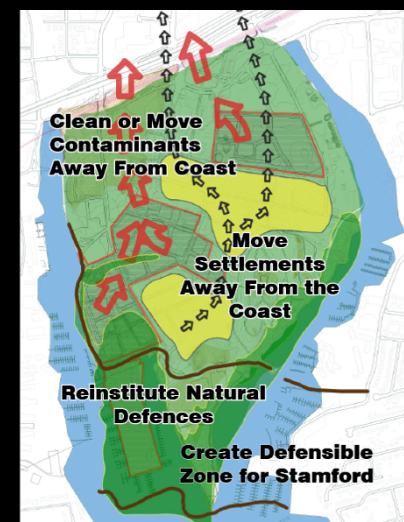 Clean or Move
Contaminants
Away From Coast
Move
Settlements
Away From the
Coast
Reinstitute Natural
Defences
Create Defensible
Zone for Stamford